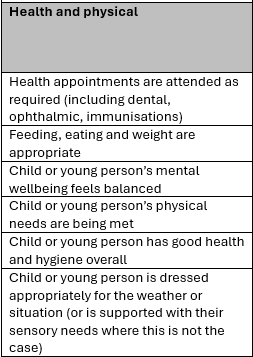 Health and physical
Health appointments are attended as
required (including dental,
ophthalmic, immunisations)
Feeding, eating and weight are
appropriate
Child or young person’s mental
wellbeing feels balanced
Child or young person’s physical
needs are being met
Child or young person has good health
and hygiene overall
Child or young person is dressed
appropriately for the weather or
situation (or is supported with their
sensory needs where this is not the
case)